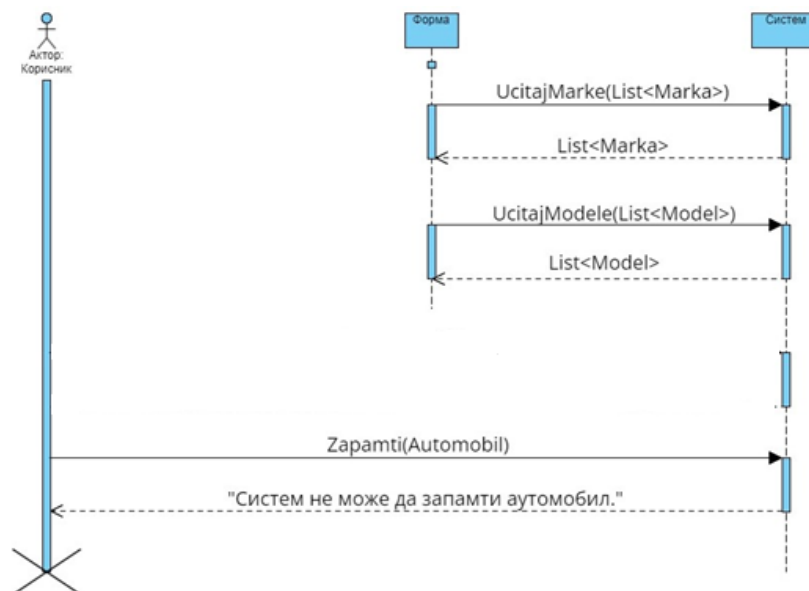 Форма
Систем
Актор:
Корисник
UcitajMarke(List<Marka>)
List<Marka>
UcitajModele(List<Model>)
List<Model>
Zapamti(Automobil)
"Систем не може да запамти аутомобил."